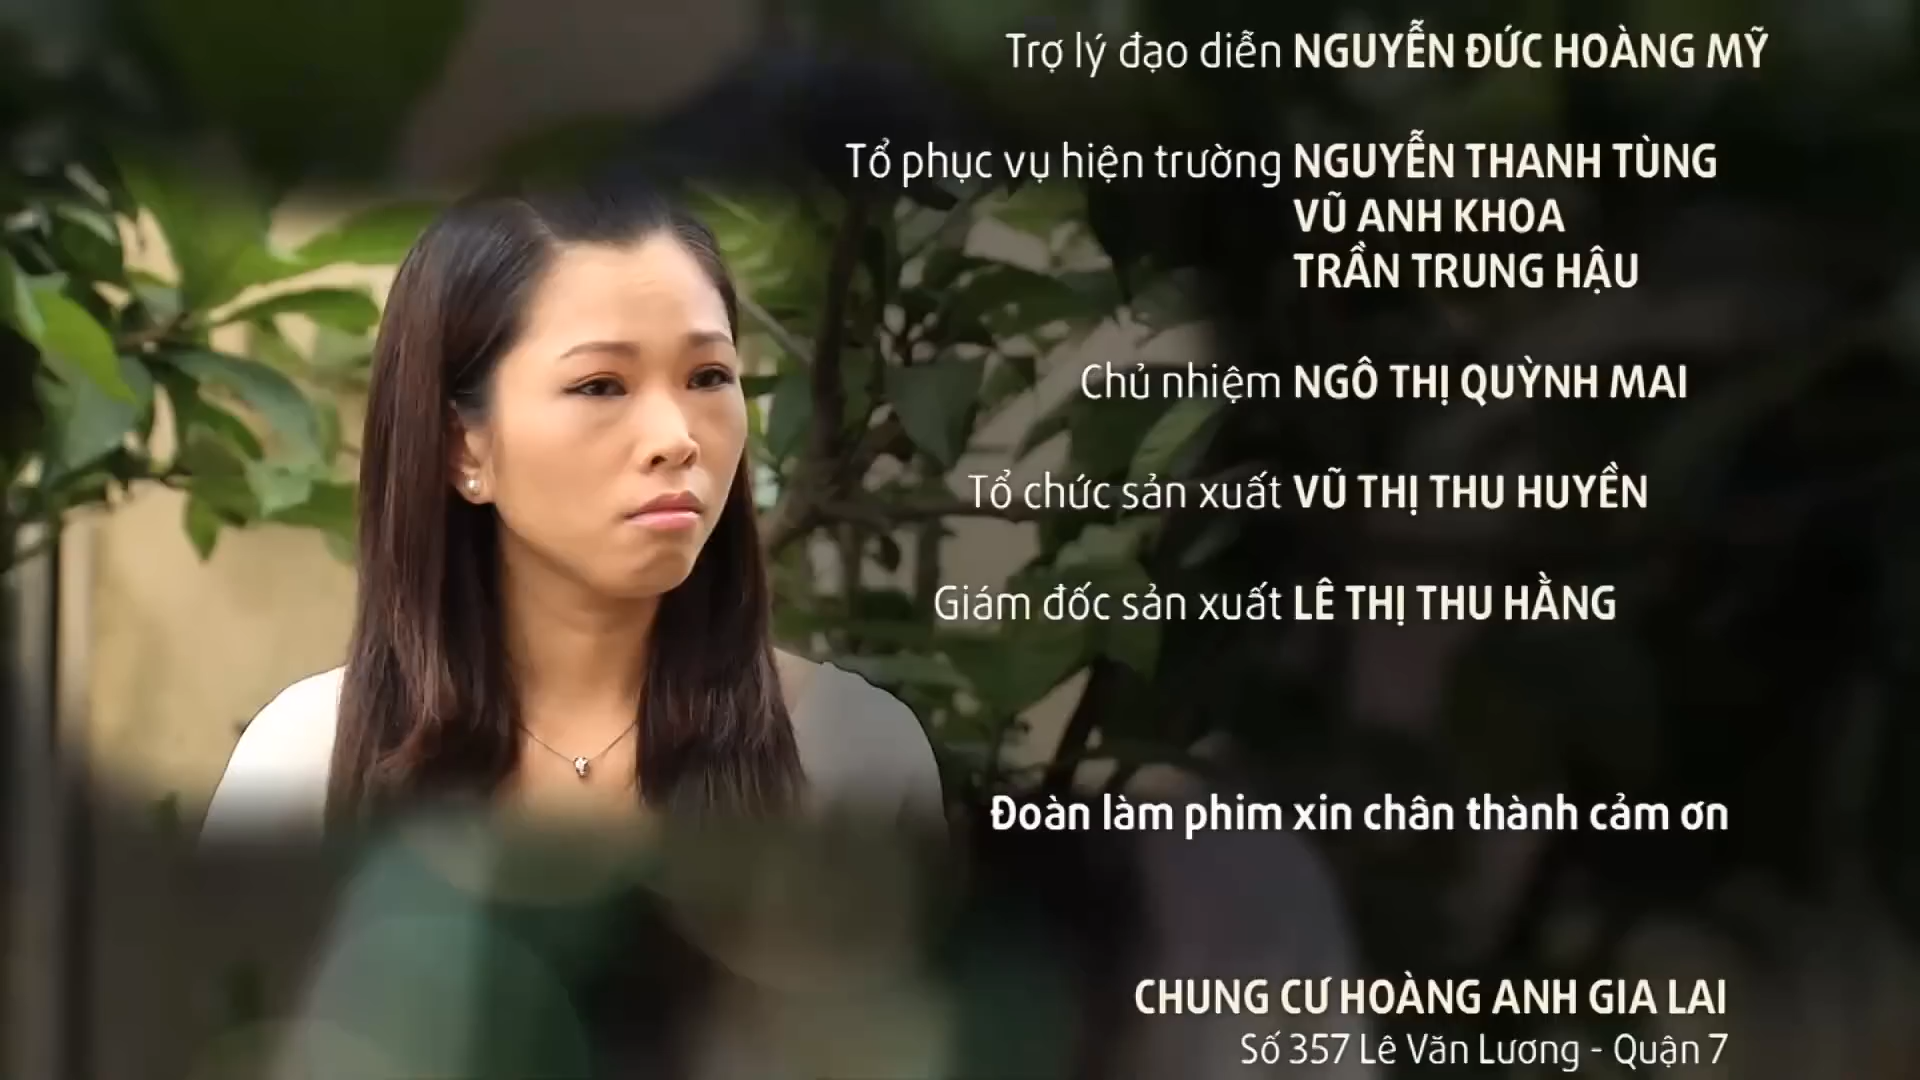 Trợ lý đạo diễn NGUYỄN ĐỨC HOÀNG MỸ
Tổ phục vụ hiện trường NGUYỄN THANH TÙNG
VŨ ANH KHOA
TRẦN TRUNG HẬU
Chủ nhiệm NGÔ THỊ QUỲNH MAI
Tổ chức sản xuất VŨ THỊ THU HUYỀN
Giám đốc sản xuất LÊ THỊ THU HẰNG
Đoàn làm phim xin chân thành cảm ơn
CHUNG CƯ HOÀNG ANH GIA LAI
Số 357 Lê Văn Lương - Quận 7